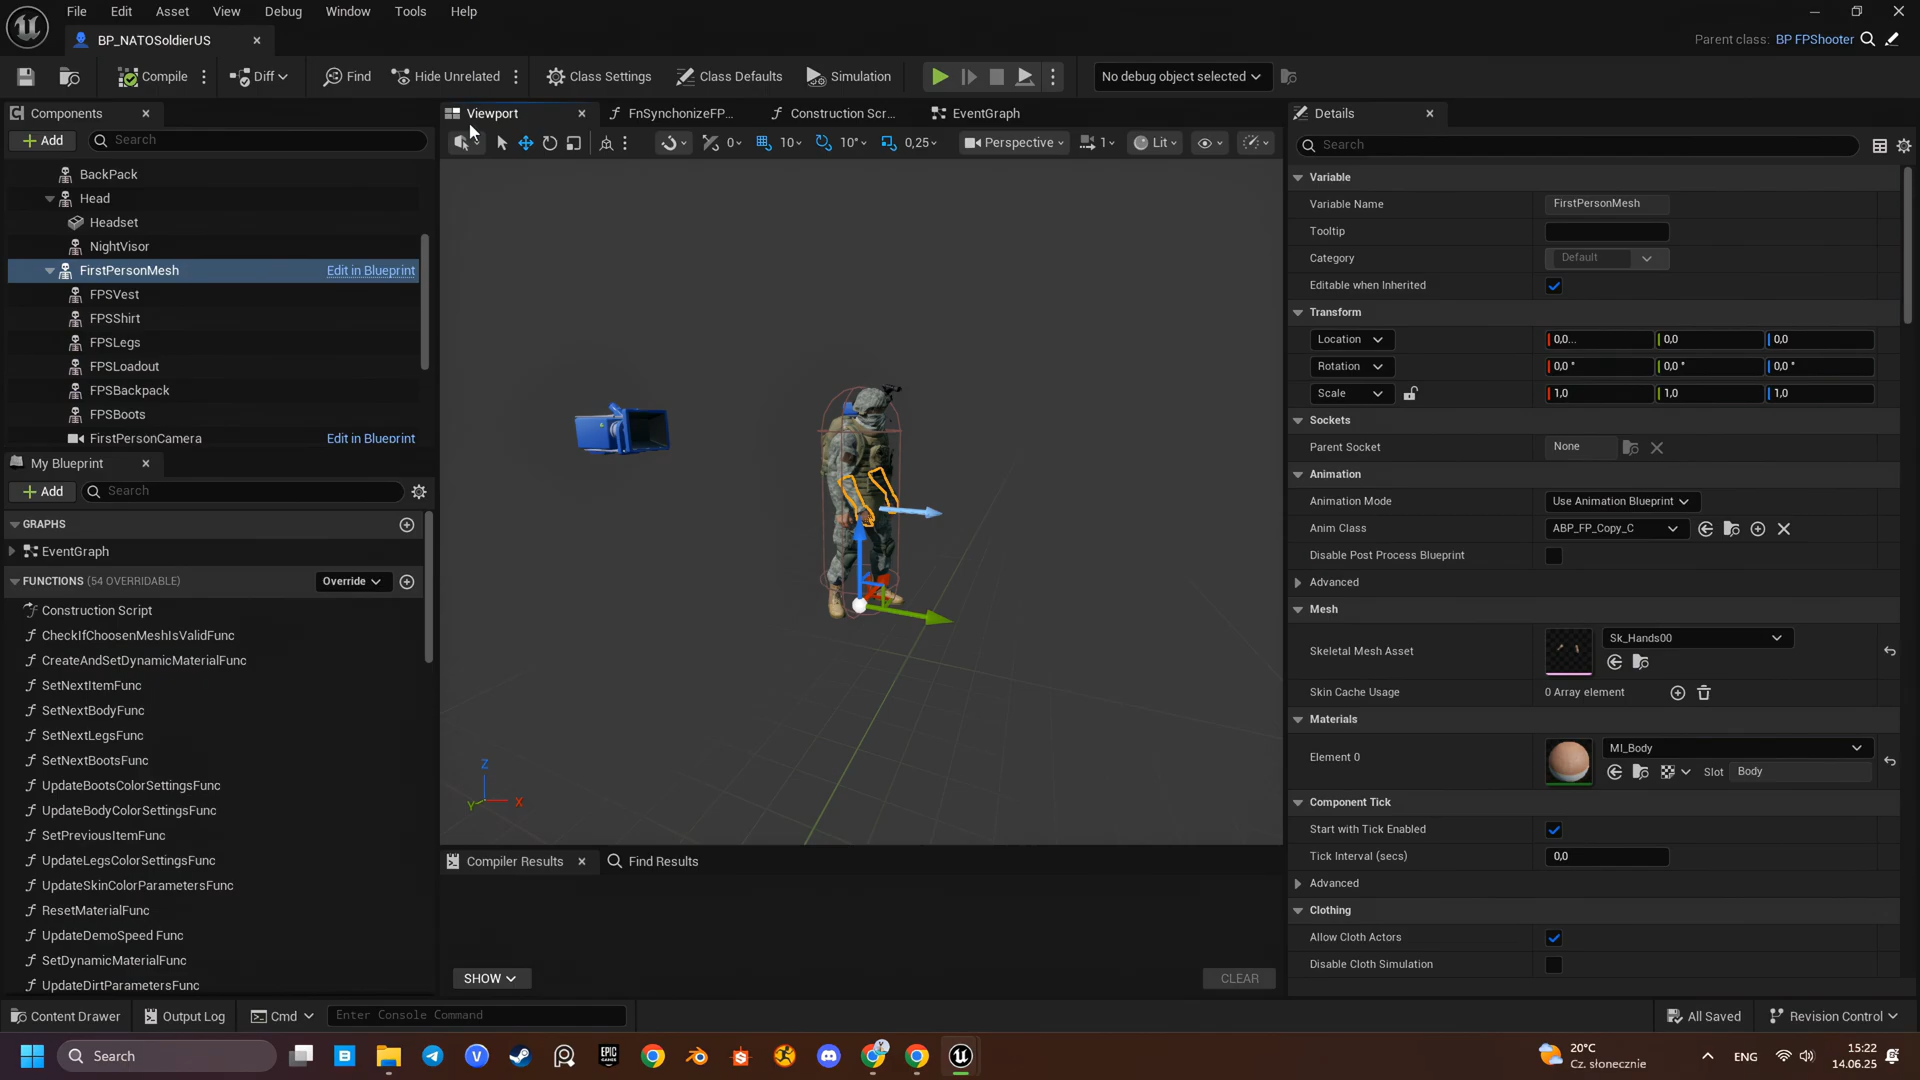 File Edit Asset View Debug Window Tools Help
BP_NATOSoldierUS
Parent class: BP FPShooter
Compile Diff Find Hide Unrelated Class Settings Class Defaults Simulation No debug object selected
Components
Add Search
BackPack
Head
Headset
NightVisor
FirstPersonMesh Edit in Blueprint
FPSVest
FPSShirt
FPSLegs
FPSLoadout
FPSBackpack
FPSBoots
FirstPersonCamera Edit in Blueprint
My Blueprint
Add Search
GRAPHS
EventGraph
FUNCTIONS (54 OVERRIDABLE) Override
Construction Script
CheckIfChoosenMeshIsValidFunc
CreateAndSetDynamicMaterialFunc
SetNextItemFunc
SetNextBodyFunc
SetNextLegsFunc
SetNextBootsFunc
UpdateBootsColorSettingsFunc
UpdateBodyColorSettingsFunc
SetPreviousItemFunc
UpdateLegsColorSettingsFunc
UpdateSkinColorParametersFunc
ResetMaterialFunc
UpdateDemoSpeed Func
SetDynamicMaterialFunc
UpdateDirtParametersFunc
Viewport FnSynchonizeFP... Construction Scr... EventGraph
0 10 10° 0,25 Perspective 1 Lit
Z
X
Y
Compiler Results Find Results
SHOW CLEAR
Details
Search
Variable
Variable Name FirstPersonMesh
Tooltip
Category Default
Editable when Inherited
Transform
Location 0,0... 0,0 0,0
Rotation 0,0 ° 0,0 ° 0,0 °
Scale 1,0 1,0 1,0
Sockets
Parent Socket None
Animation
Animation Mode Use Animation Blueprint
Anim Class ABP_FP_Copy_C
Disable Post Process Blueprint
Advanced
Mesh
Skeletal Mesh Asset Sk_Hands00
Skin Cache Usage 0 Array element
Materials
Element 0 MI_Body
Slot Body
Component Tick
Start with Tick Enabled
Tick Interval (secs) 0,0
Advanced
Clothing
Allow Cloth Actors
Disable Cloth Simulation
Content Drawer Output Log Cmd Enter Console Command All Saved Revision Control
Search
EPIC GAMES
20°C
Cz. słonecznie
ENG
15:22
14.06.25